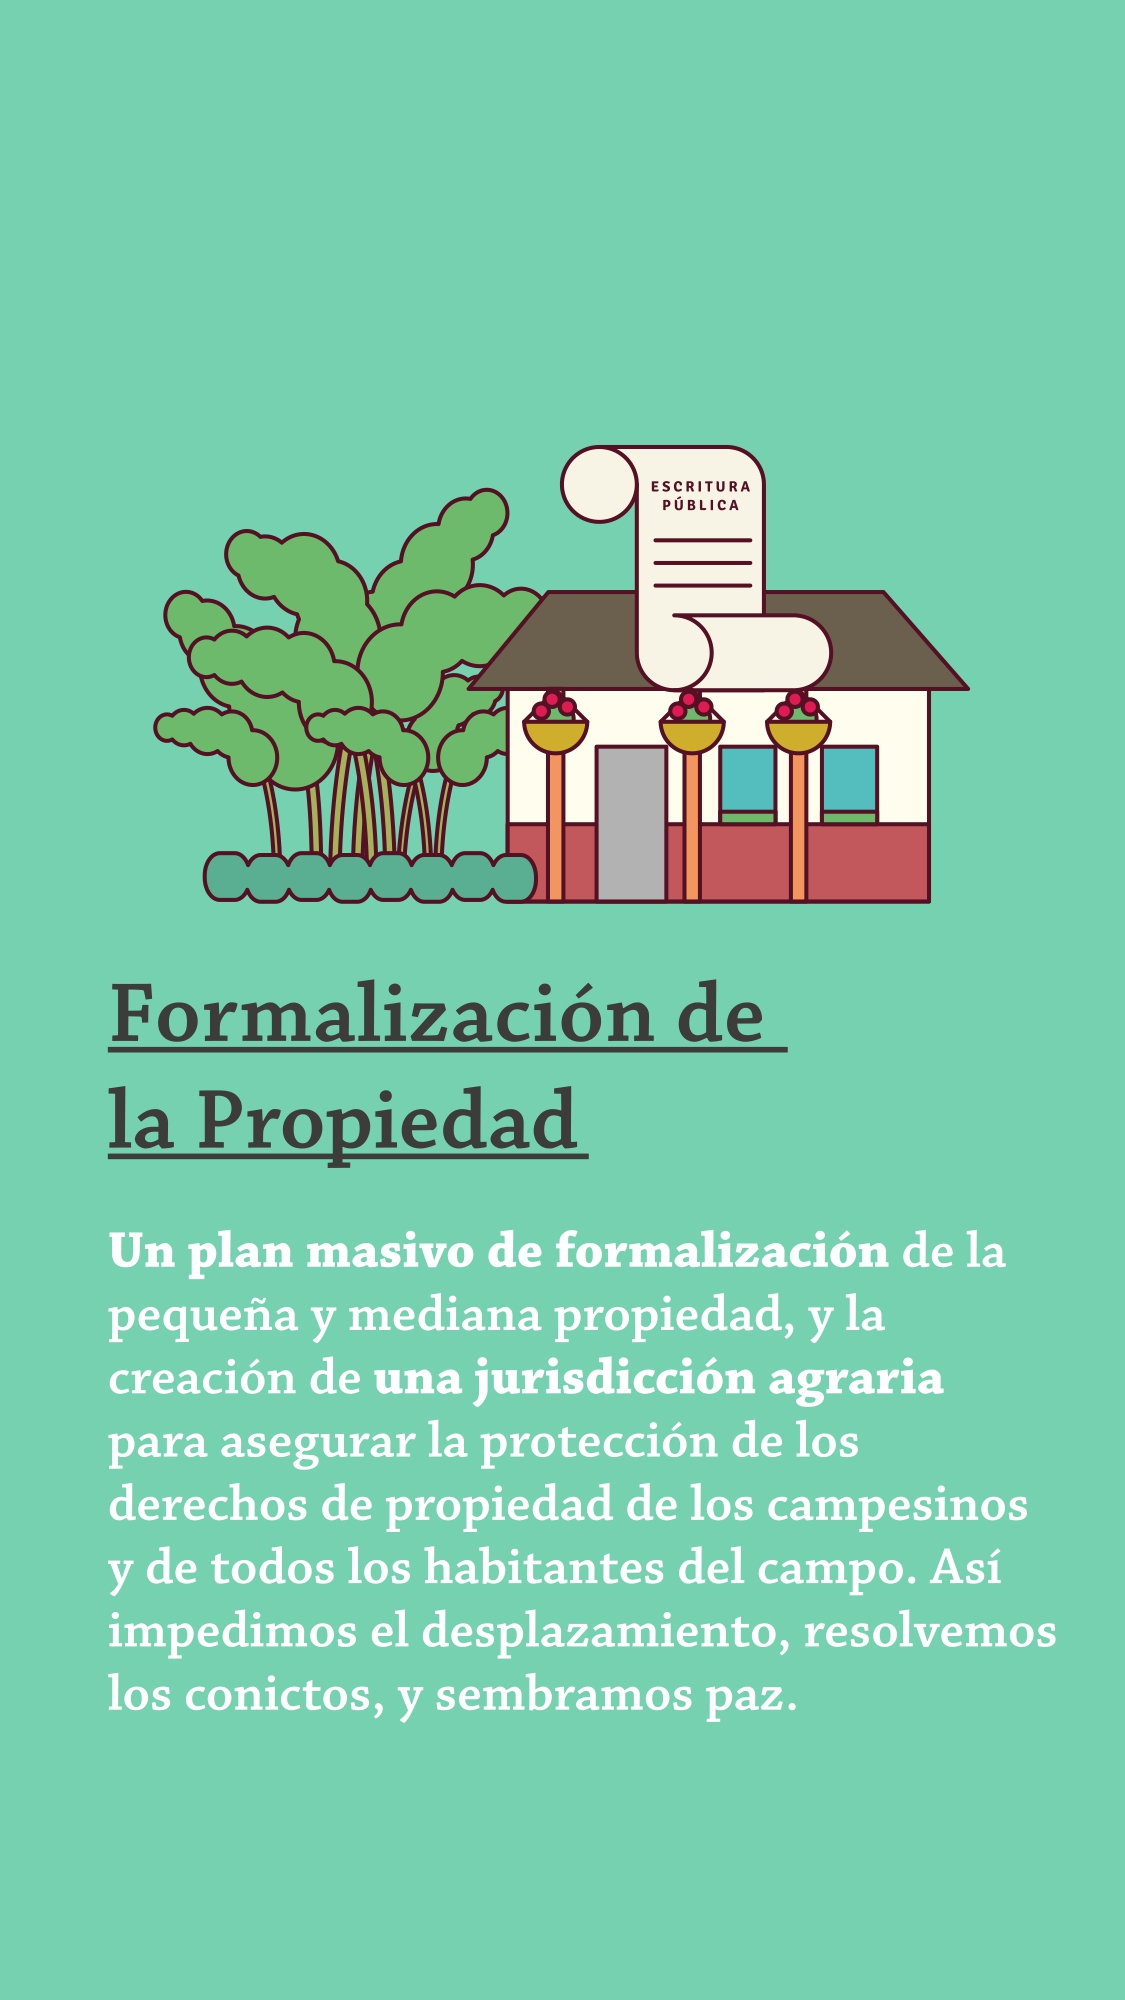 ESCRITURA
PÚBLICA
Formalización de
la Propiedad
Un plan masivo de formalización de la
pequeña y mediana propiedad, y la
creación de una jurisdicción agraria
para asegurar la protección de los
derechos de propiedad de los campesinos
y de todos los habitantes del campo. Así
impedimos el desplazamiento, resolvemos
los conictos, y sembramos paz.